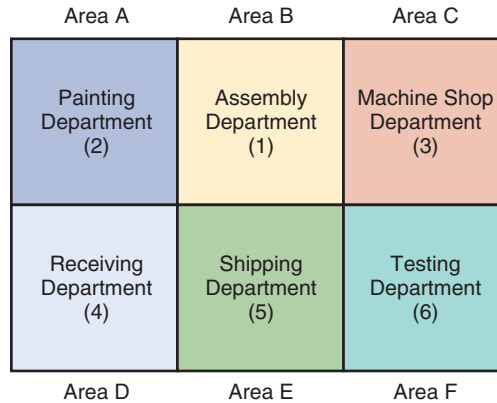 Area A
Area B
Area C
Painting
Department
(2)
Assembly
Department
(1)
Machine Shop
Department
(3)
Receiving
Department
(4)
Shipping
Department
(5)
Testing
Department
(6)
Area D
Area E
Area F